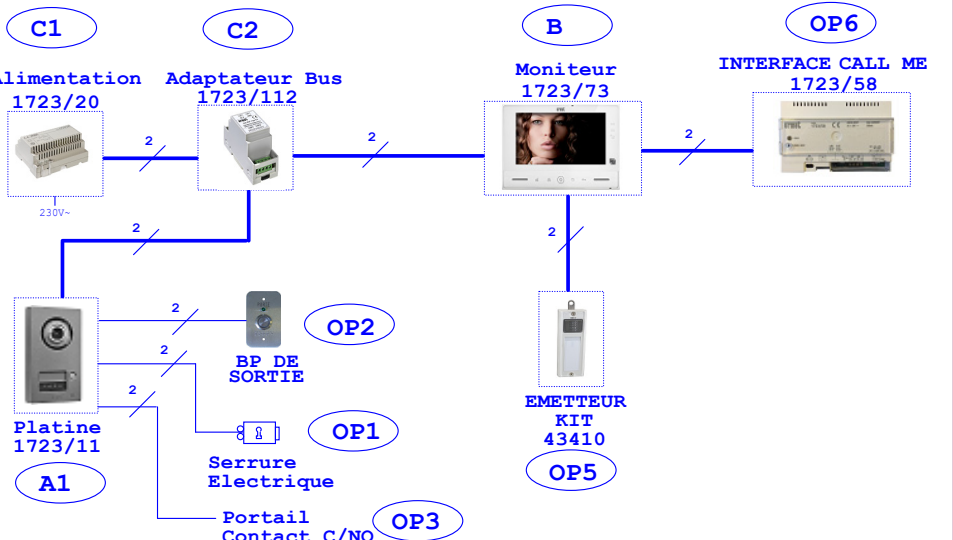 C1
C2
B
OP6
Alimentation
1723/20
Adaptateur Bus
1723/112
Moniteur
1723/73
INTERFACE CALL ME
1723/58
2
2
2
230V~
2
2
2
OP2
BP DE
SORTIE
2
EMETTEUR
KIT
43410
OP5
2
Platine
1723/11
A1
OP1
Serrure
Electrique
Portail
Contact C/NO
OP3